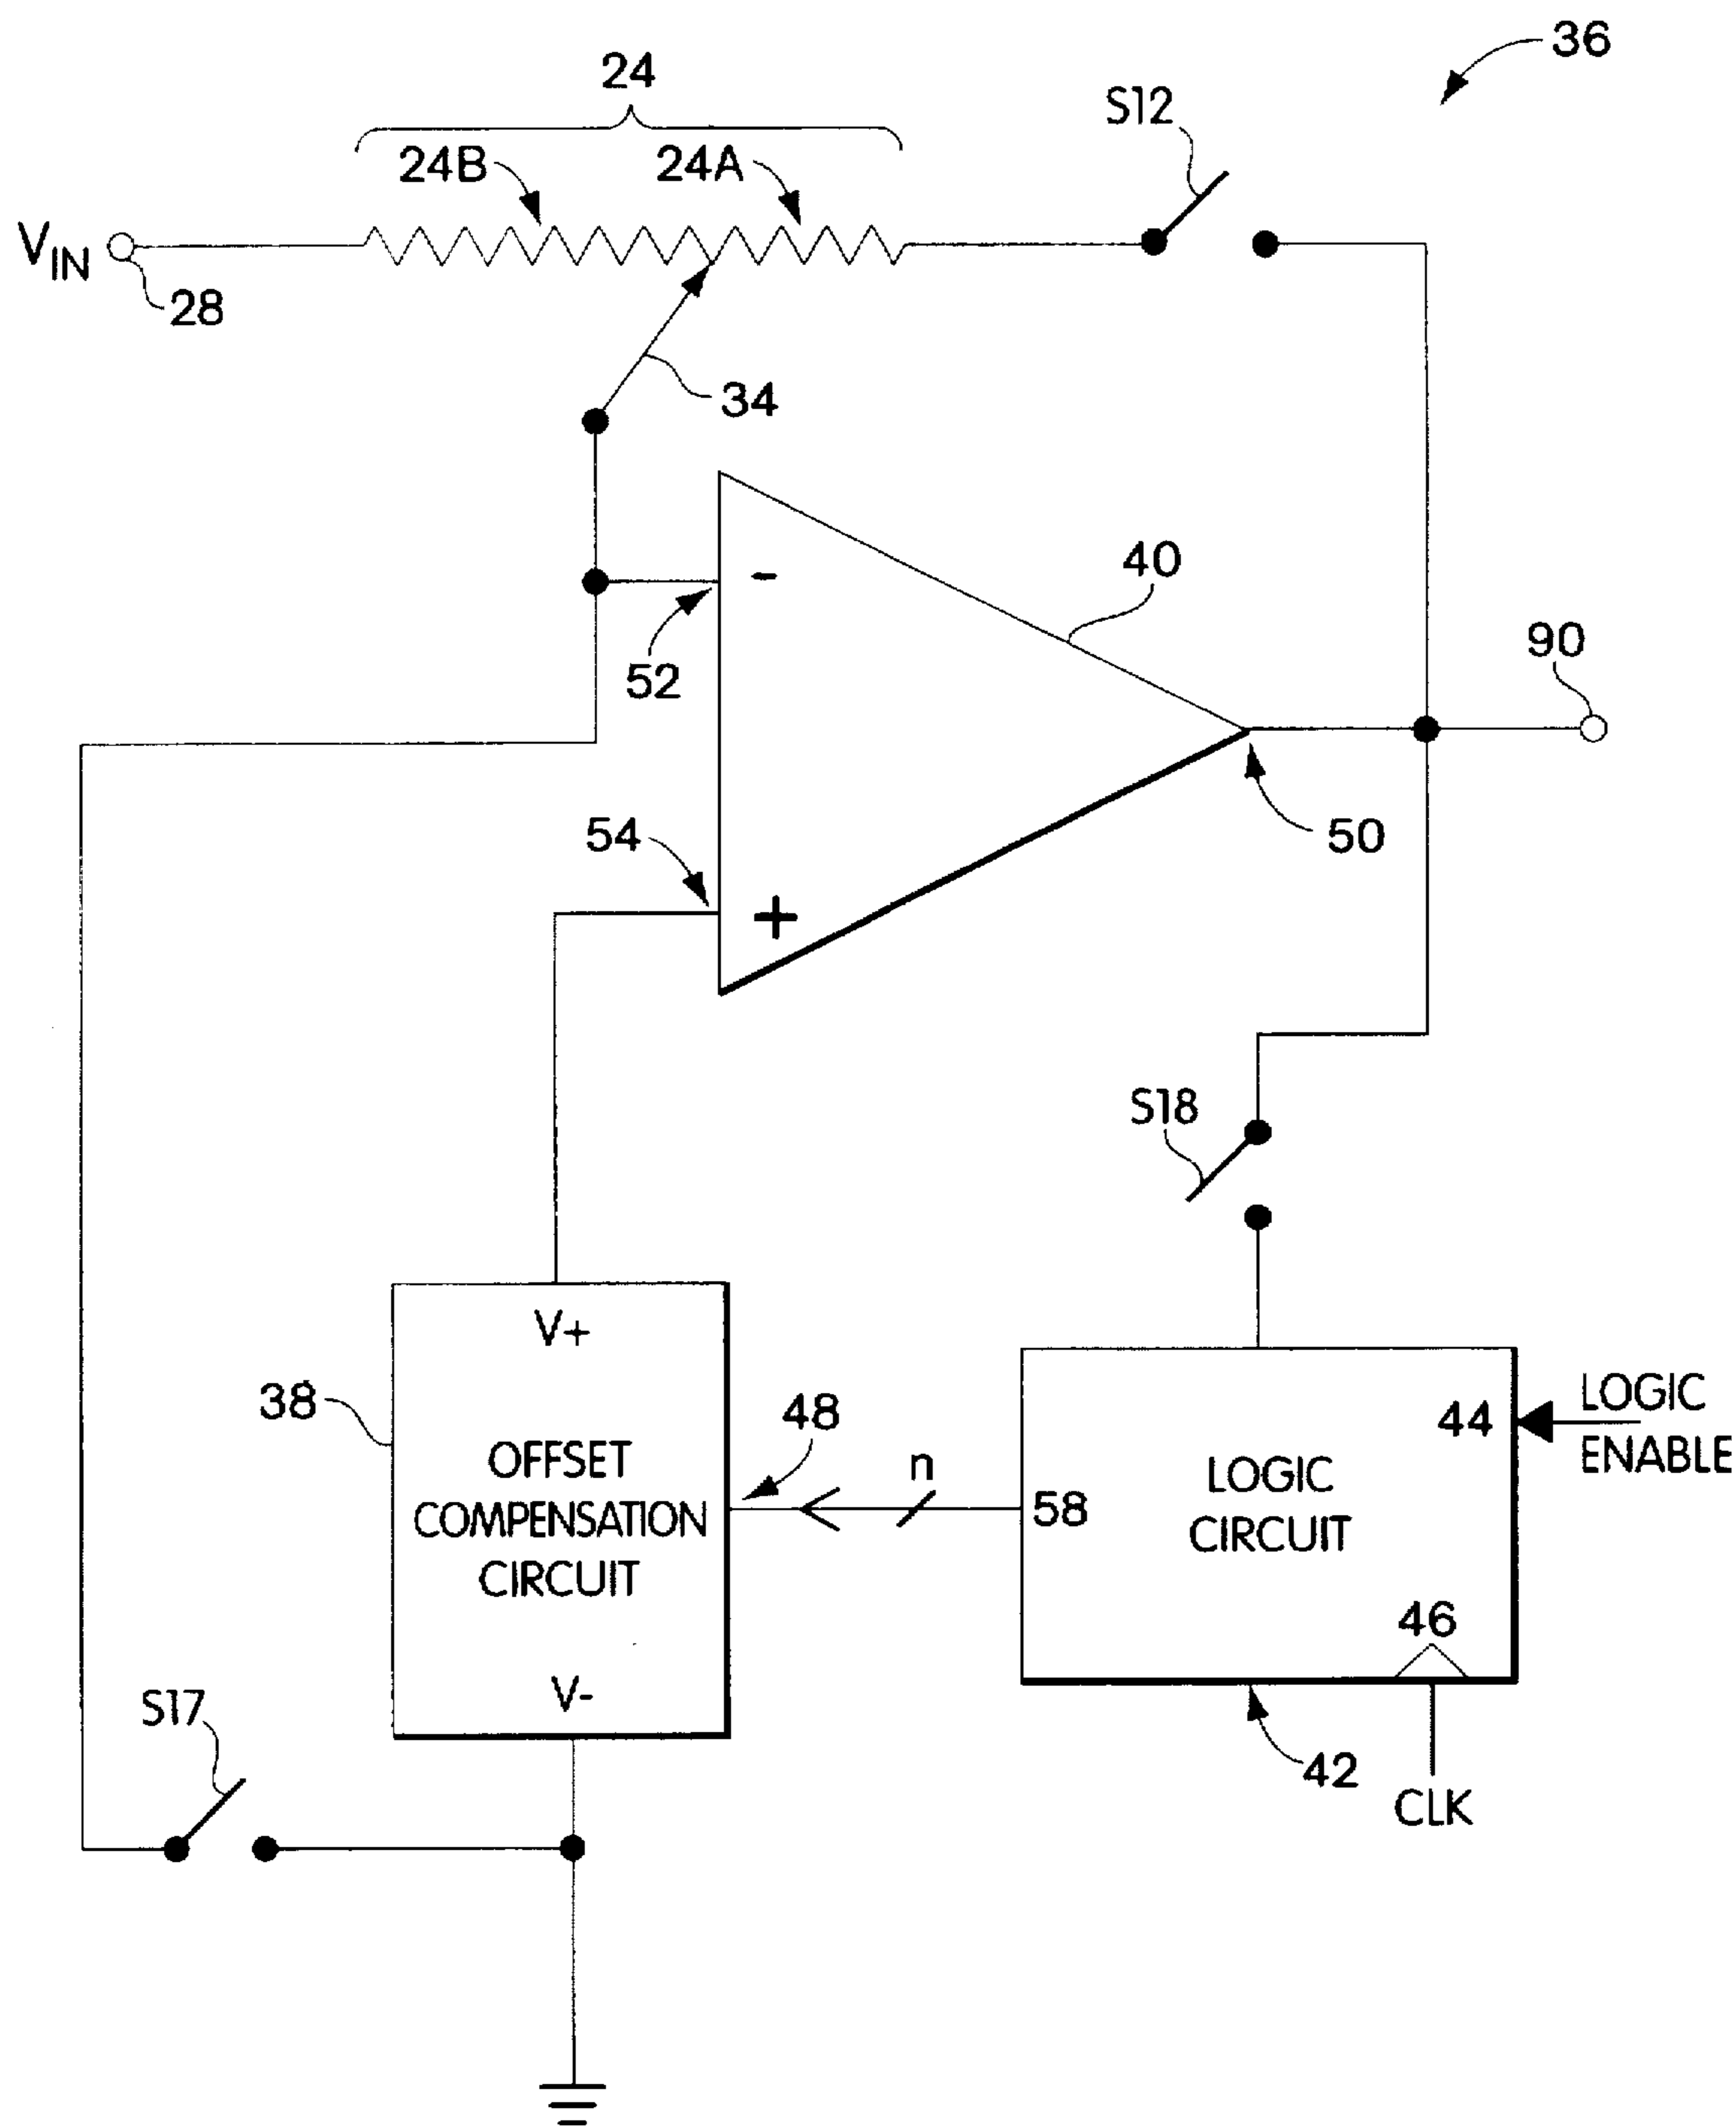 36
24
S12
24B
24A
VIN
28
34
40
-
52
90
54
50
+
S18
V+
38
48
44
LOGIC
ENABLE
OFFSET
COMPENSATION
CIRCUIT
n
58
LOGIC
CIRCUIT
46
V-
S17
42
CLK